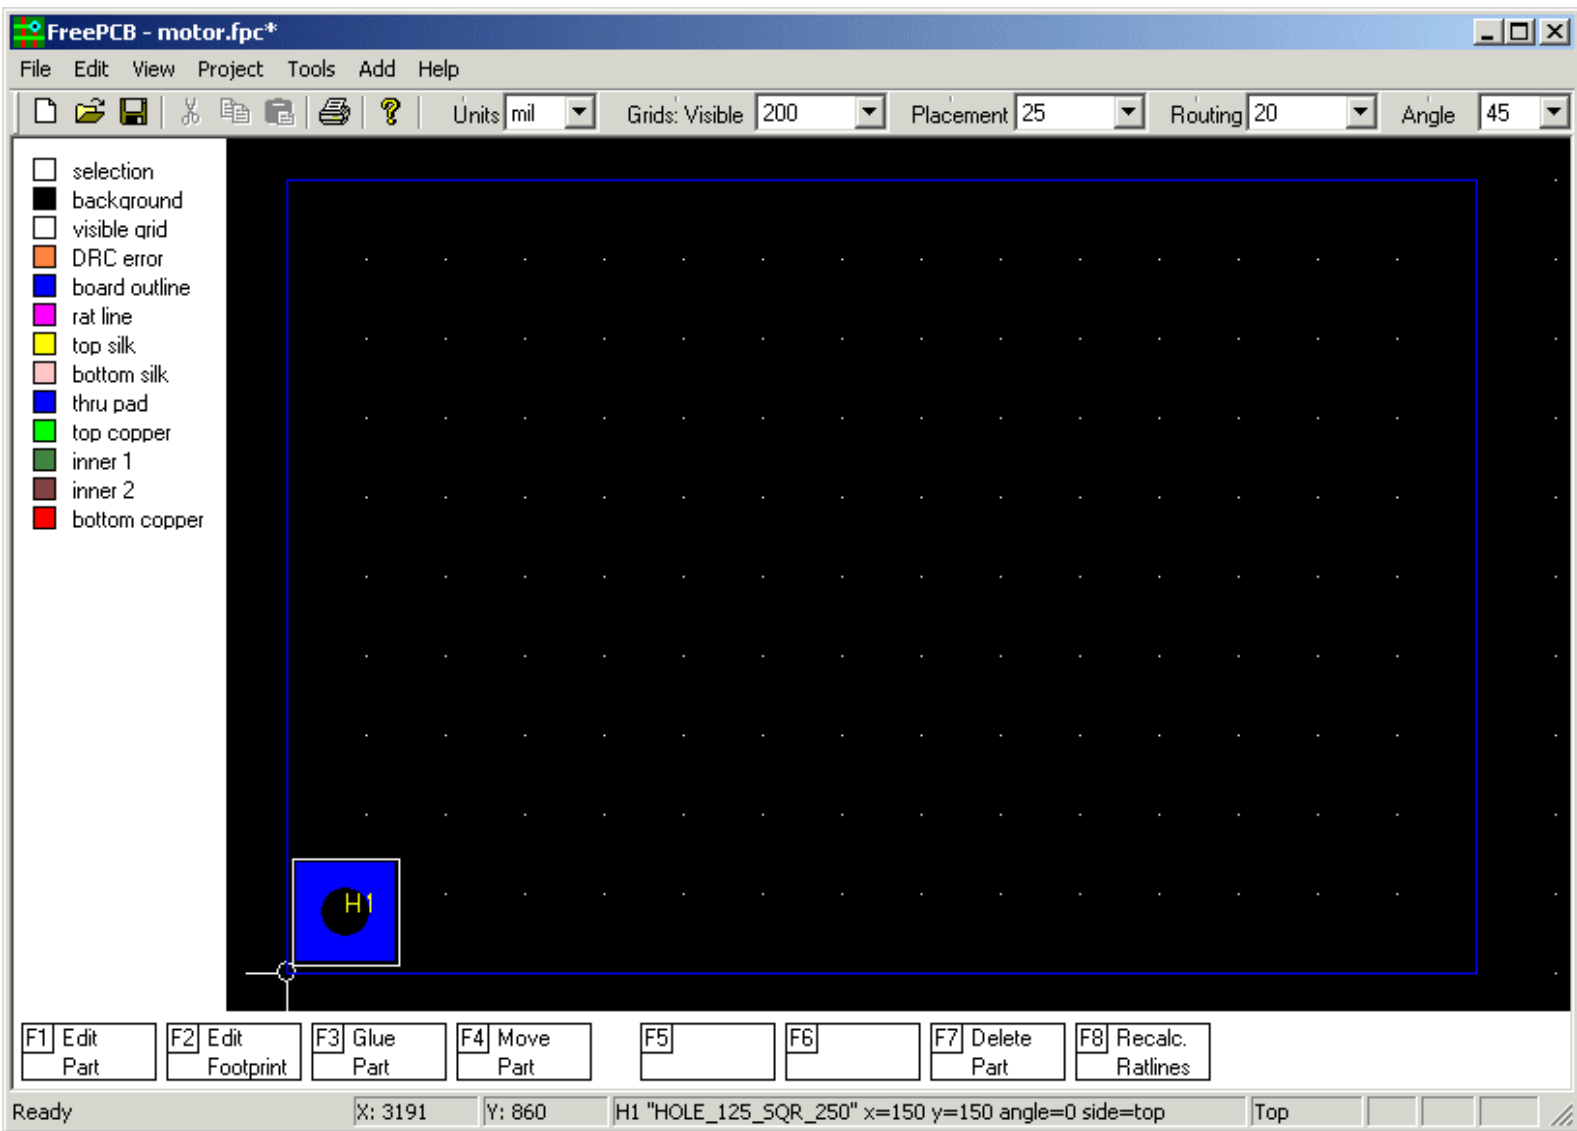 FreePCB - motor.fpc*
File Edit View Project Tools Add Help
Units mil Grids: Visible 200 Placement 25 Routing 20 Angle 45
selection
background
visible grid
DRC error
board outline
rat line
top silk
bottom silk
thru pad
top copper
inner 1
inner 2
bottom copper
H1
F1 Edit Part
F2 Edit Footprint
F3 Glue Part
F4 Move Part
F5
F6
F7 Delete Part
F8 Recalc. Ratlines
Ready X: 3191 Y: 860 H1 "HOLE_125_SQR_250" x=150 y=150 angle=0 side=top Top